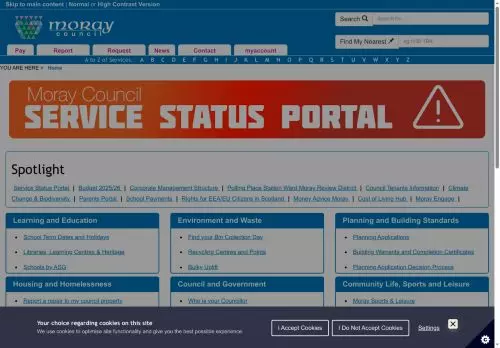 Skip to main content | Normal or High Contrast Version
moray
council
Search
Search for
Find My Nearest
Pay Report Request News Contact myaccount
A to Z of Services: A B C D E F G H I J K L M N O P Q R S T U V W X Y Z
YOU ARE HERE > Home
Moray Council
SERVICE STATUS PORTAL
Spotlight
Service Status Portal | Budget 2025/26 | Corporate Management Structure | Polling Place Station Ward Moray Review District | Council Tenants Information | Climate
Change & Biodiversity | Parents Portal | School Payments | Rights for EEA/EU Citizens in Scotland | Money Advice Moray | Cost of Living Hub | Moray Engage |
Learning and Education
School Term Dates and Holidays
Libraries, Learning Centres & Heritage
Schools by ASG
Environment and Waste
Find your Bin Collection Day
Recycling Centres and Points
Bulky Uplift
Planning and Building Standards
Planning Applications
Building Warrants and Completion Certificates
Planning Application Decision Process
Housing and Homelessness
Report a repair to my council property
Council and Government
Who is your Councillor
Community Life, Sports and Leisure
Moray Sports & Leisure
Your choice regarding cookies on this site
We use cookies to optimise site functionality and give you the best possible experience.
I Accept Cookies
I Do Not Accept Cookies
Settings